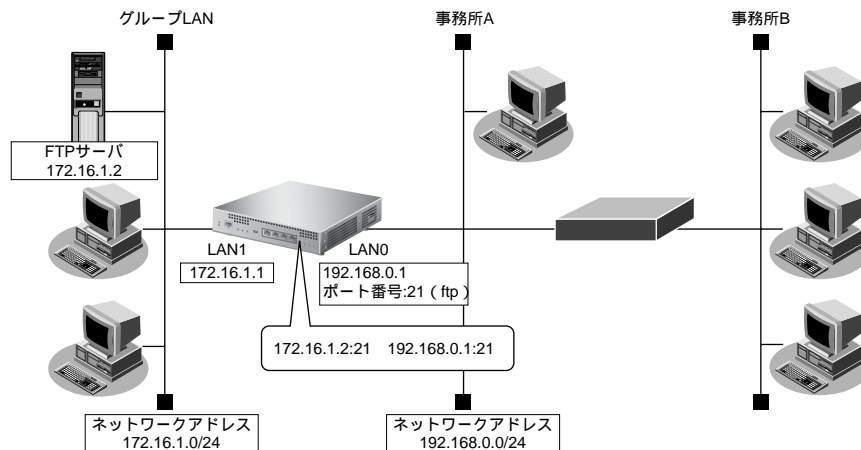 グループLAN
事務所A
事務所B
FTPサーバ
172.16.1.2
LAN1
172.16.1.1
LAN0
192.168.0.1
ポート番号:21（ftp）
172.16.1.2:21 192.168.0.1:21
ネットワークアドレス
172.16.1.0/24
ネットワークアドレス
192.168.0.0/24